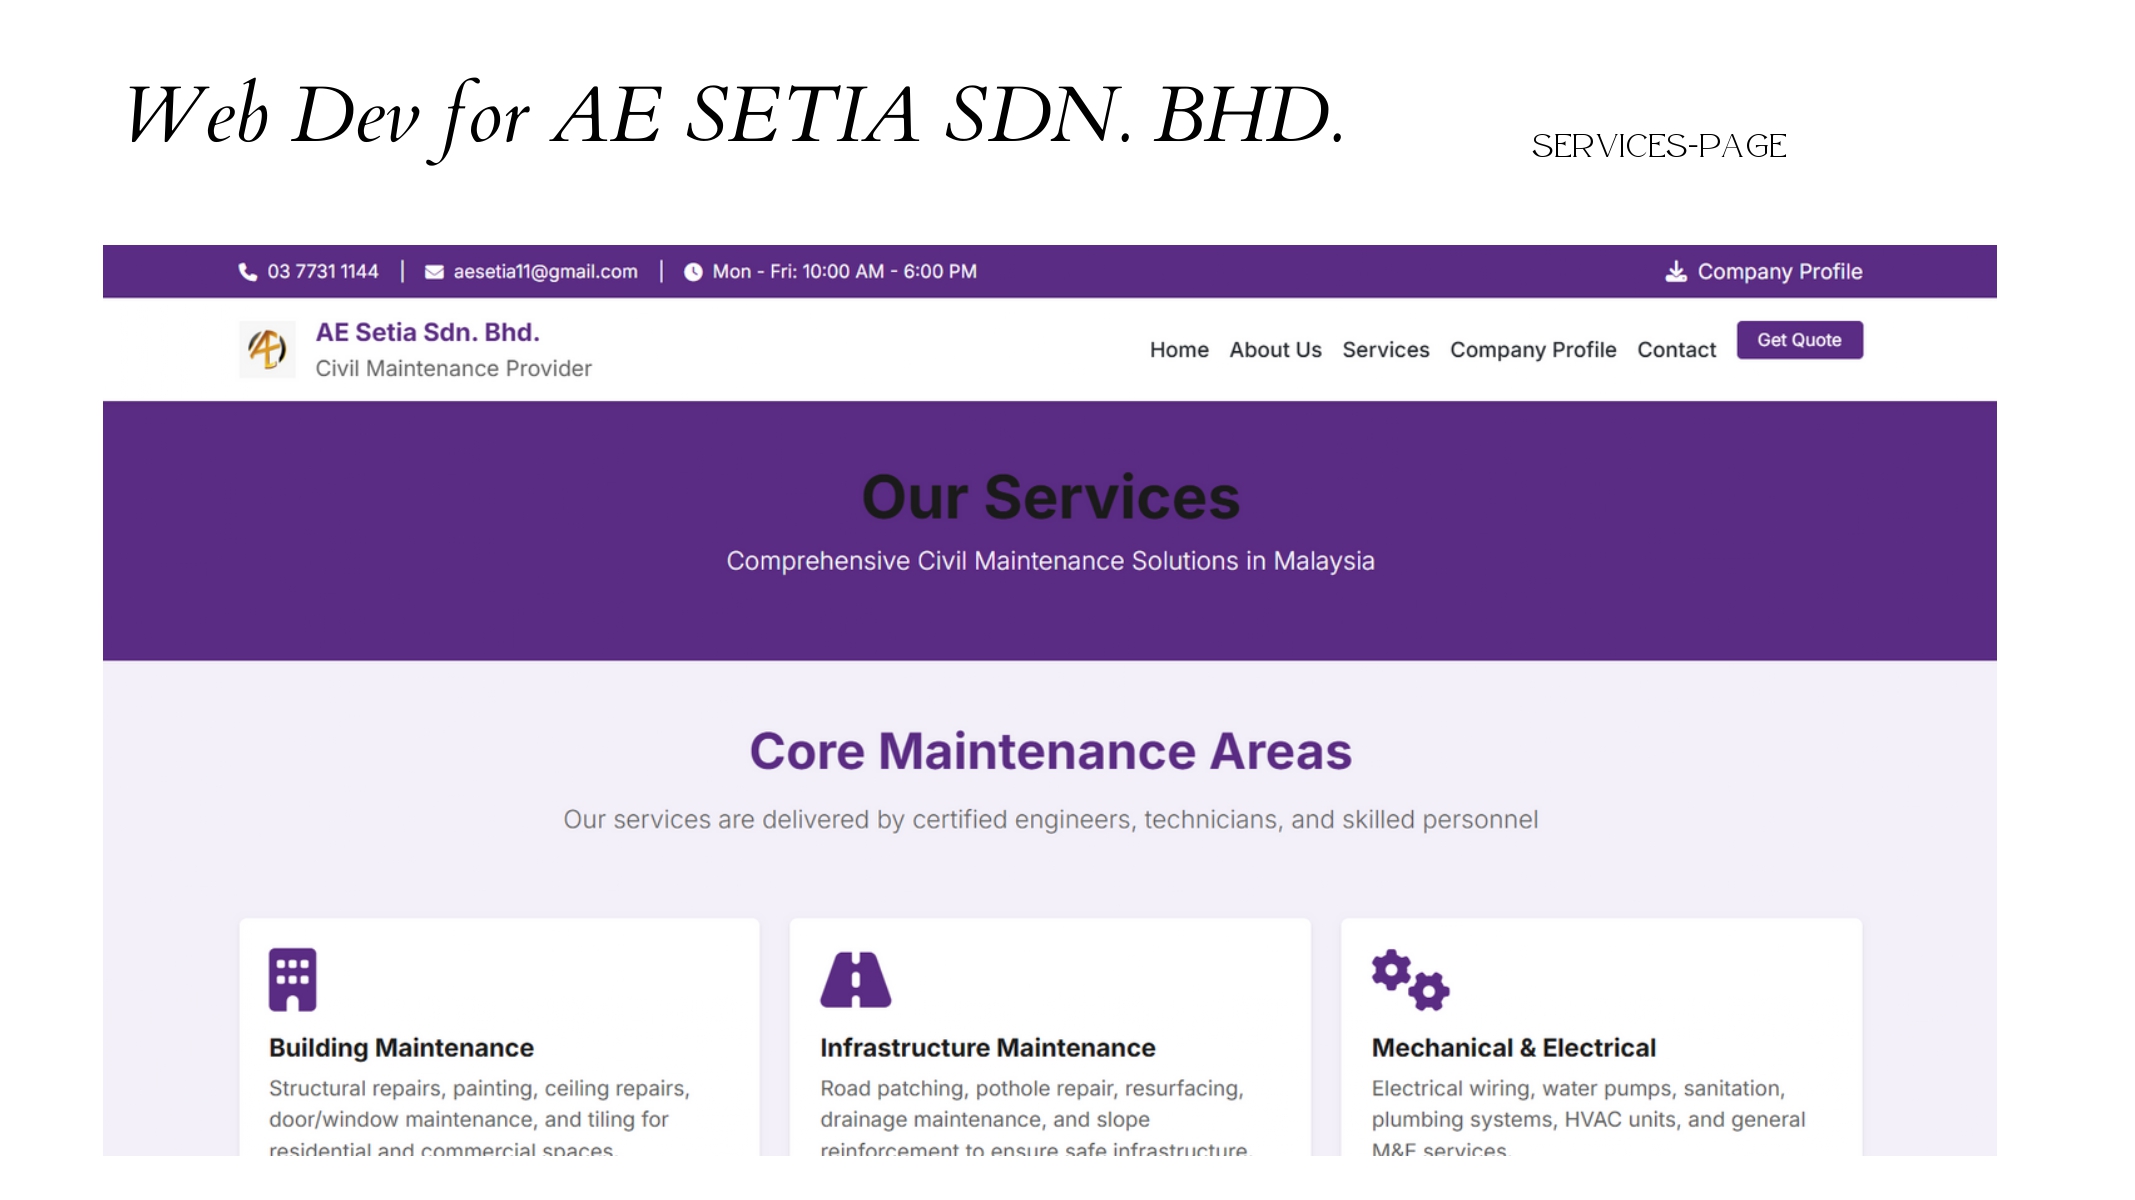 Web Dev for AE SETIA SDN. BHD.
SERVICES-PAGE
03 7731 1144 | aesetia11@gmail.com | Mon - Fri: 10:00 AM - 6:00 PM
Company Profile
AE Setia Sdn. Bhd.
Civil Maintenance Provider
Home About Us Services Company Profile Contact Get Quote
Our Services
Comprehensive Civil Maintenance Solutions in Malaysia
Core Maintenance Areas
Our services are delivered by certified engineers, technicians, and skilled personnel
Building Maintenance
Structural repairs, painting, ceiling repairs,
door/window maintenance, and tiling for
residential and commercial spaces.
Infrastructure Maintenance
Road patching, pothole repair, resurfacing,
drainage maintenance, and slope
reinforcement to ensure safe infrastructure.
Mechanical & Electrical
Electrical wiring, water pumps, sanitation,
plumbing systems, HVAC units, and general
M&E services.